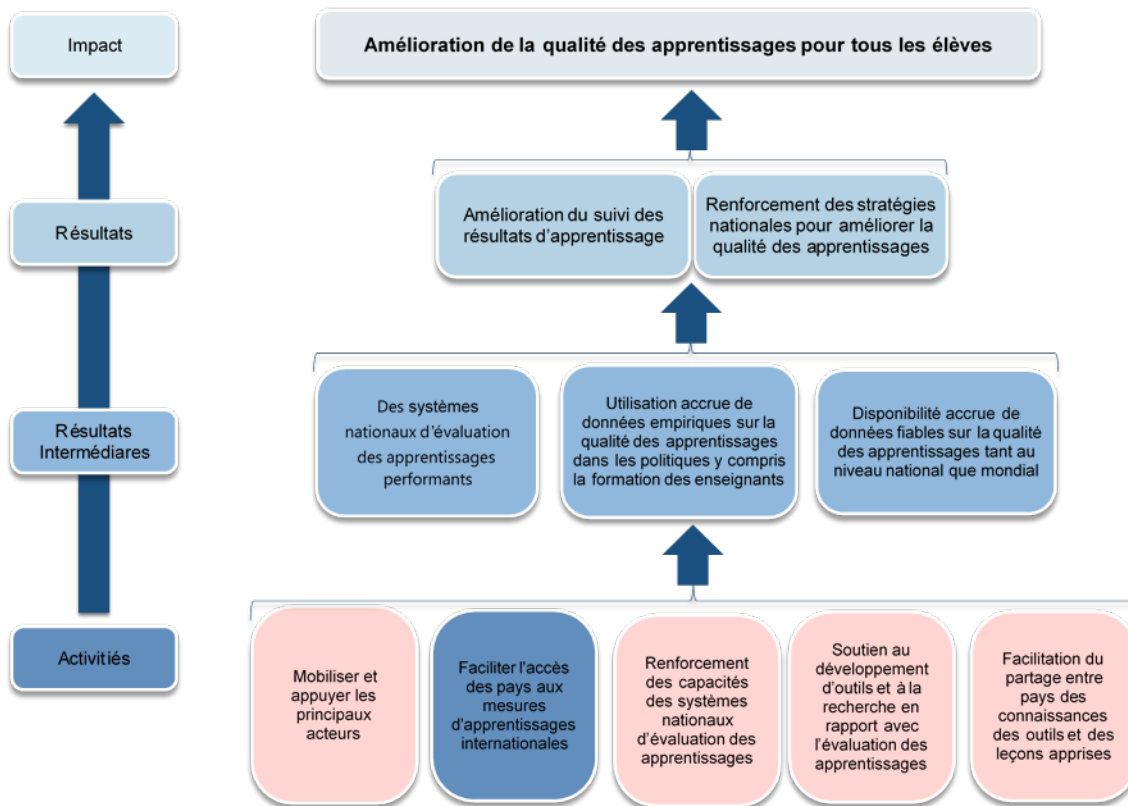 Impact
Amélioration de la qualité des apprentissages pour tous les élèves
Résultats
Amélioration du suivi des
résultats d'apprentissage
Renforcement des stratégies
nationales pour améliorer la
qualité des apprentissages
Résultats
Intermédiares
Des systèmes
nationaux d'évaluation
des apprentissages
performants
Utilisation accrue de
données empiriques sur la
qualité des apprentissages
dans les politiques y compris
la formation des enseignants
Disponibilité accrue de
données fiables sur la qualité
des apprentissages tant au
niveau national que mondial
Activitiés
Mobiliser et
appuyer les
principaux
acteurs
Faciliter l'accès
des pays aux
mesures
d'apprentissages
internationales
Renforcement
des capacités
des systèmes
nationaux
d'évaluation des
apprentissages
Soutien au
développement
d'outils et à la
recherche en
rapport avec
l'évaluation des
apprentissages
Facilitation du
partage entre
pays des
connaissances
des outils et des
leçons apprises